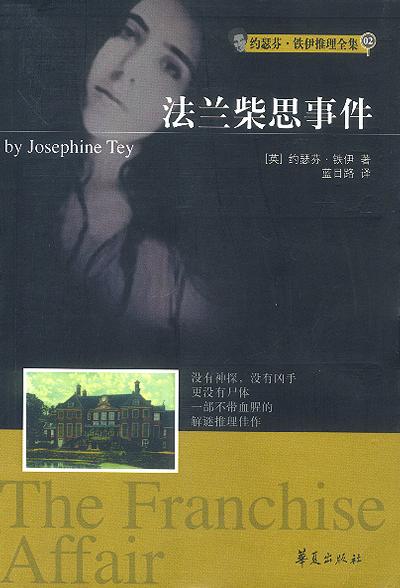 约瑟芬·铁伊推理全集 02
法兰柴思事件
by Josephine Tey
[英] 约瑟芬·铁伊 著
蓝目路 译
没有神探，没有凶手
更没有尸体
一部不带血腥的
解谜推理佳作
The Franchise
Affair
华夏出版社